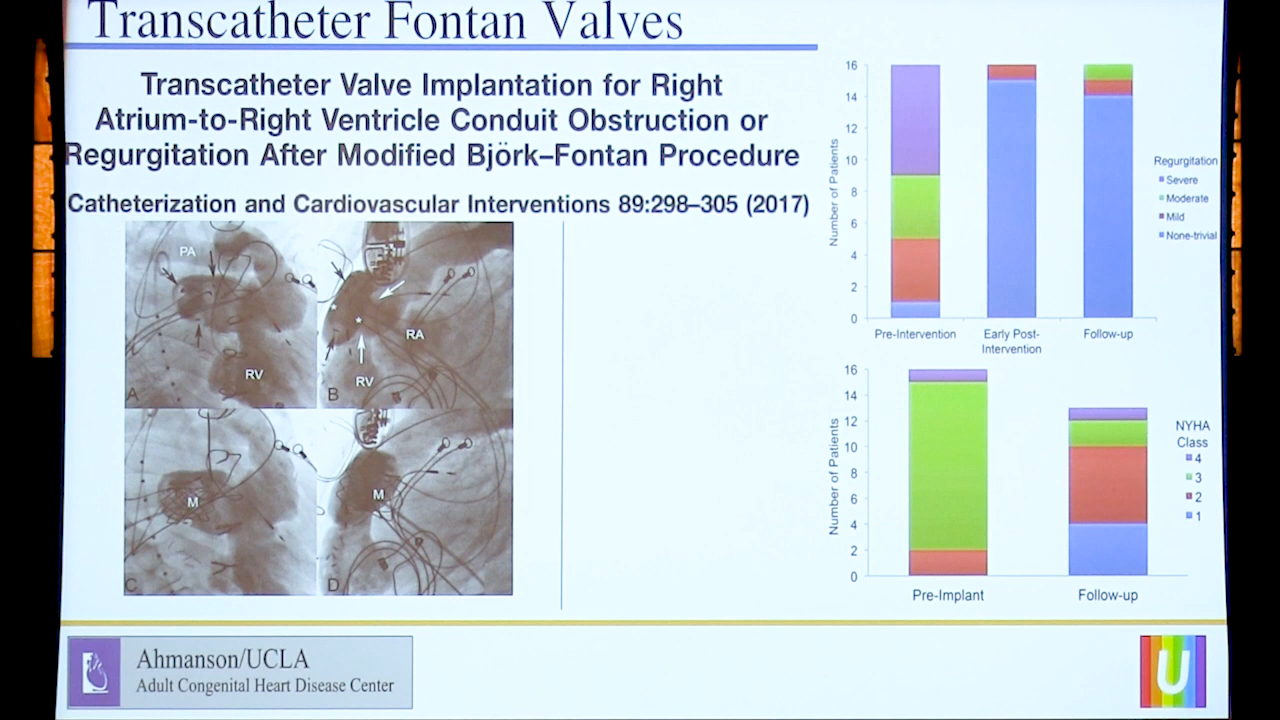 Transcatheter Fontan Valves
Transcatheter Valve Implantation for Right
Atrium-to-Right Ventricle Conduit Obstruction or
Regurgitation After Modified Björk–Fontan Procedure
Catheterization and Cardiovascular Interventions 89:298–305 (2017)
PA
RV
A
RA
RV
B
M
C
M
D
Number of Patients
16
14
12
10
8
6
4
2
0
Pre-Intervention
Early Post-
Intervention
Follow-up
Regurgitation
Severe
Moderate
Mild
None-trivial
Number of Patients
16
14
12
10
8
6
4
2
0
Pre-Implant
Follow-up
NYHA
Class
4
3
2
1
Ahmanson/UCLA
Adult Congenital Heart Disease Center
U